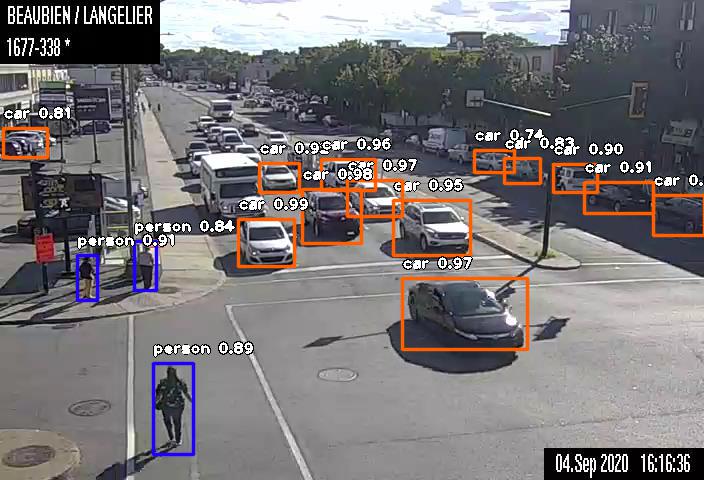 BEAUBIEN / LANGELIER
1677-338 *
car 0.81
car 0.96
car 0.74
car 0.83
car 0.90
car 0.97
car 0.98
car 0.91
car 0.95
car 0.
car 0.99
person 0.84
person 0.91
car 0.97
person 0.89
04.Sep 2020 16:16:36